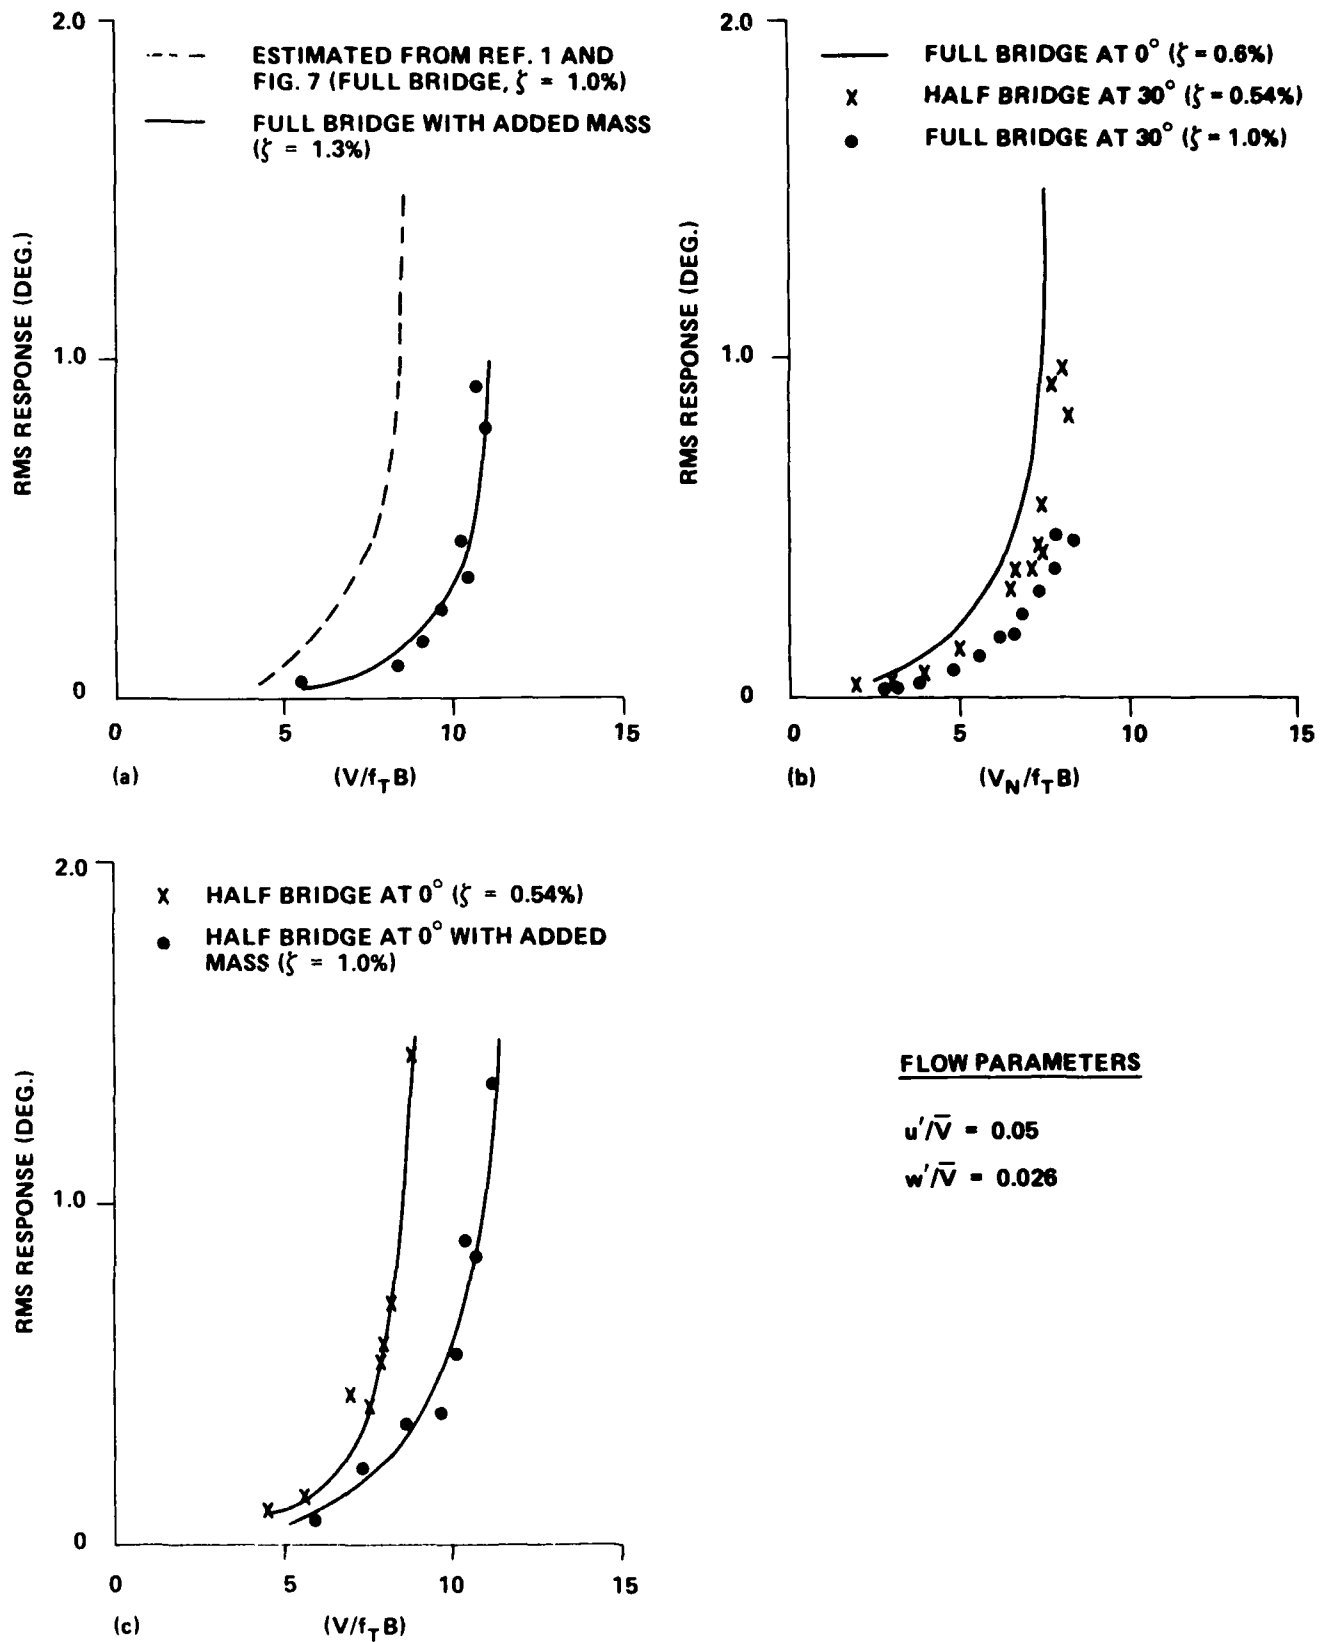 2.0
ESTIMATED FROM REF. 1 AND
FIG. 7 (FULL BRIDGE, ζ = 1.0%)
FULL BRIDGE WITH ADDED MASS
(ζ = 1.3%)
RMS RESPONSE (DEG.)
1.0
0
0 5 10 15
(a) (V/f_T B)
2.0
FULL BRIDGE AT 0° (ζ = 0.6%)
X HALF BRIDGE AT 30° (ζ = 0.54%)
● FULL BRIDGE AT 30° (ζ = 1.0%)
RMS RESPONSE (DEG.)
1.0
0
0 5 10 15
(b) (V_N/f_T B)
2.0
X HALF BRIDGE AT 0° (ζ = 0.54%)
● HALF BRIDGE AT 0° WITH ADDED
MASS (ζ = 1.0%)
RMS RESPONSE (DEG.)
1.0
0
0 5 10 15
(c) (V/f_T B)
FLOW PARAMETERS
u′/V̅ = 0.05
w′/V̅ = 0.026